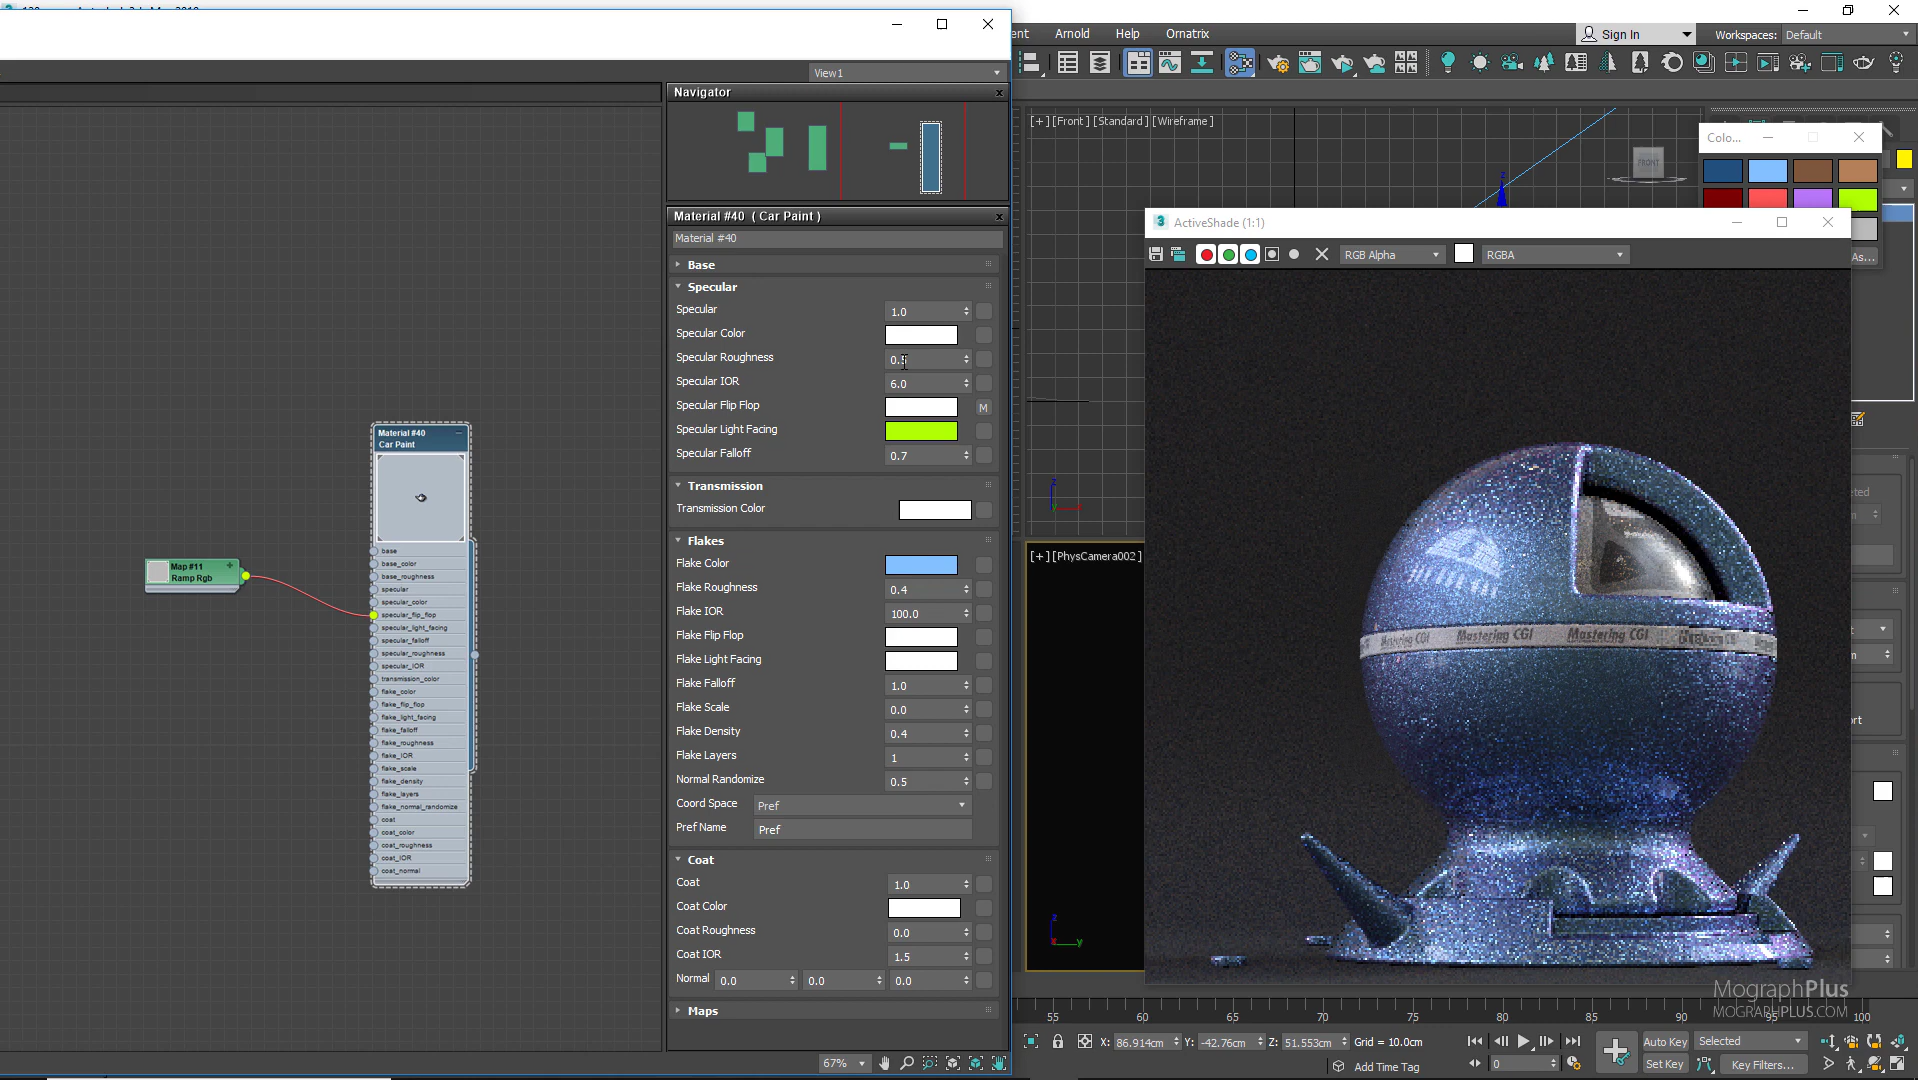 View1
Navigator
Material #40 ( Car Paint )
Material #40
Base
Specular
Specular 1.0
Specular Color
Specular Roughness 0.5
Specular IOR 6.0
Specular Flip Flop M
Specular Light Facing
Specular Falloff 0.7
Transmission
Transmission Color
Flakes
Flake Color
Flake Roughness 0.4
Flake IOR 100.0
Flake Flip Flop
Flake Light Facing
Flake Falloff 1.0
Flake Scale 0.0
Flake Density 0.4
Flake Layers 1
Normal Randomize 0.5
Coord Space Pref
Pref Name Pref
Coat
Coat 1.0
Coat Color
Coat Roughness 0.0
Coat IOR 1.5
Normal 0.0 0.0 0.0
Maps
67%
Map #11
Ramp Rgb
Material #40
Car Paint
base
base_color
base_roughness
specular
specular_color
specular_flip_flop
specular_light_facing
specular_falloff
specular_roughness
specular_IOR
transmission_color
flake_color
flake_flip_flop
flake_light_facing
flake_falloff
flake_roughness
flake_IOR
flake_scale
flake_density
flake_layers
flake_normal_randomize
coat
coat_color
coat_roughness
coat_IOR
coat_normal
Arnold Help Ornatrix
Sign In Workspaces: Default
[+] [Front] [Standard] [Wireframe]
FRONT
Colo...
As...
ActiveShade (1:1)
RGB Alpha RGBA
[+] [PhysCamera002]
Mastering CGI Mastering CGI Mastering CGI
MographPlus
MOGRAPHPLUS.COM
55 60 65 70 75 80 85 90 95 100
X: 86.914cm Y: -42.76cm Z: 51.553cm Grid = 10.0cm
Add Time Tag
0
Auto Key Selected
Set Key Key Filters...